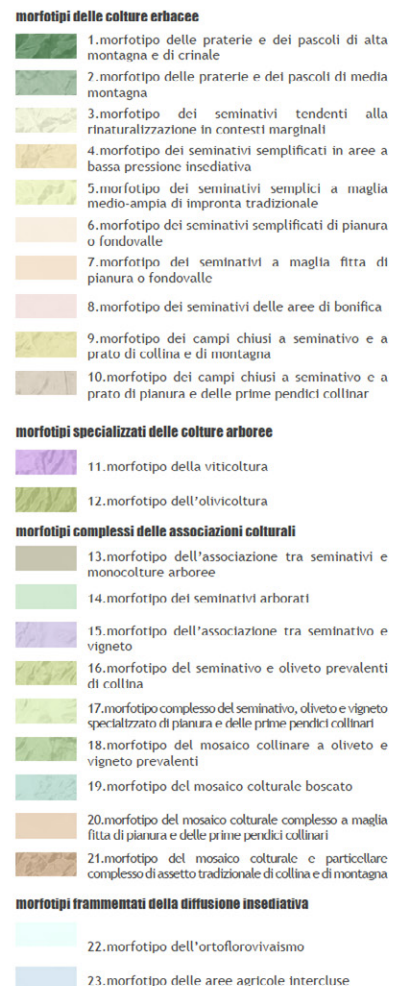 morfotipi delle colture erbacee
1.morfotipo delle praterie e dei pascoli di alta
montagna e di crinale
2.morfotipo delle praterie e dei pascoli di media
montagna
3.morfotipo dei seminativi tendenti alla
rinaturalizzazione in contesti marginali
4.morfotipo dei seminativi semplificati in aree a
bassa pressione insediativa
5.morfotipo dei seminativi semplici a maglia
medio-ampia di impronta tradizionale
6.morfotipo dei seminativi semplificati di pianura
o fondovalle
7.morfotipo dei seminativi a maglia fitta di
pianura o fondovalle
8.morfotipo dei seminativi delle aree di bonifica
9.morfotipo dei campi chiusi a seminativo e a
prato di collina e di montagna
10.morfotipo dei campi chiusi a seminativo e a
prato di pianura e delle prime pendici collinar
morfotipi specializzati delle colture arboree
11.morfotipo della viticoltura
12.morfotipo dell'olivicoltura
morfotipi complessi delle associazioni colturali
13.morfotipo dell'associazione tra seminativi e
monocolture arboree
14.morfotipo dei seminativi arborati
15.morfotipo dell'associazione tra seminativo e
vigneto
16.morfotipo del seminativo e oliveto prevalenti
di collina
17.morfotipo complesso del seminativo, oliveto e vigneto
specializzato di pianura e delle prime pendici collinari
18.morfotipo del mosaico collinare a oliveto e
vigneto prevalenti
19.morfotipo del mosaico colturale boscato
20.morfotipo del mosaico colturale complesso a maglia
fitta di pianura e delle prime pendici collinari
21.morfotipo del mosaico colturale e particellare
complesso di assetto tradizionale di collina e di montagna
morfotipi frammentati della diffusione insediativa
22.morfotipo dell'ortoflorovivaismo
23.morfotipo delle aree agricole intercluse